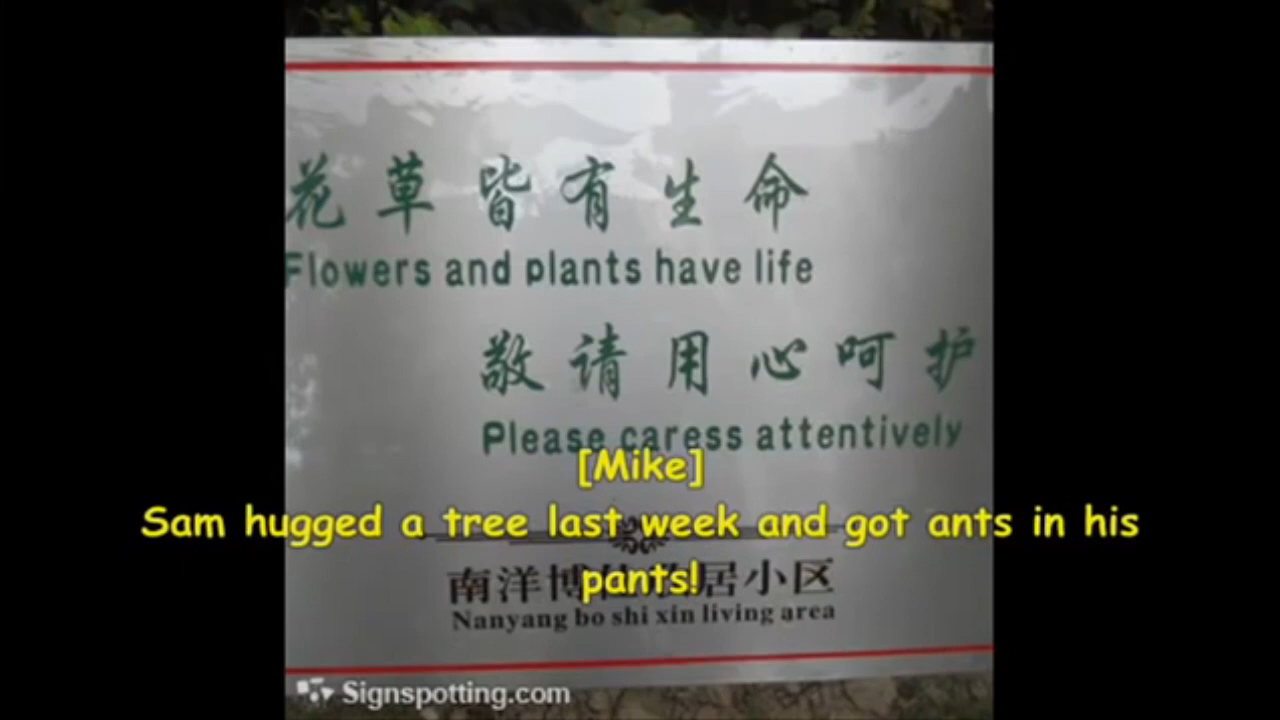 花草皆有生命
Flowers and plants have life
敬请用心呵护
Please caress attentively
[Mike]
Sam hugged a tree last week and got ants in his
pants!
南洋博 居小区
Nanyang bo shi xin living area
Signspotting.com